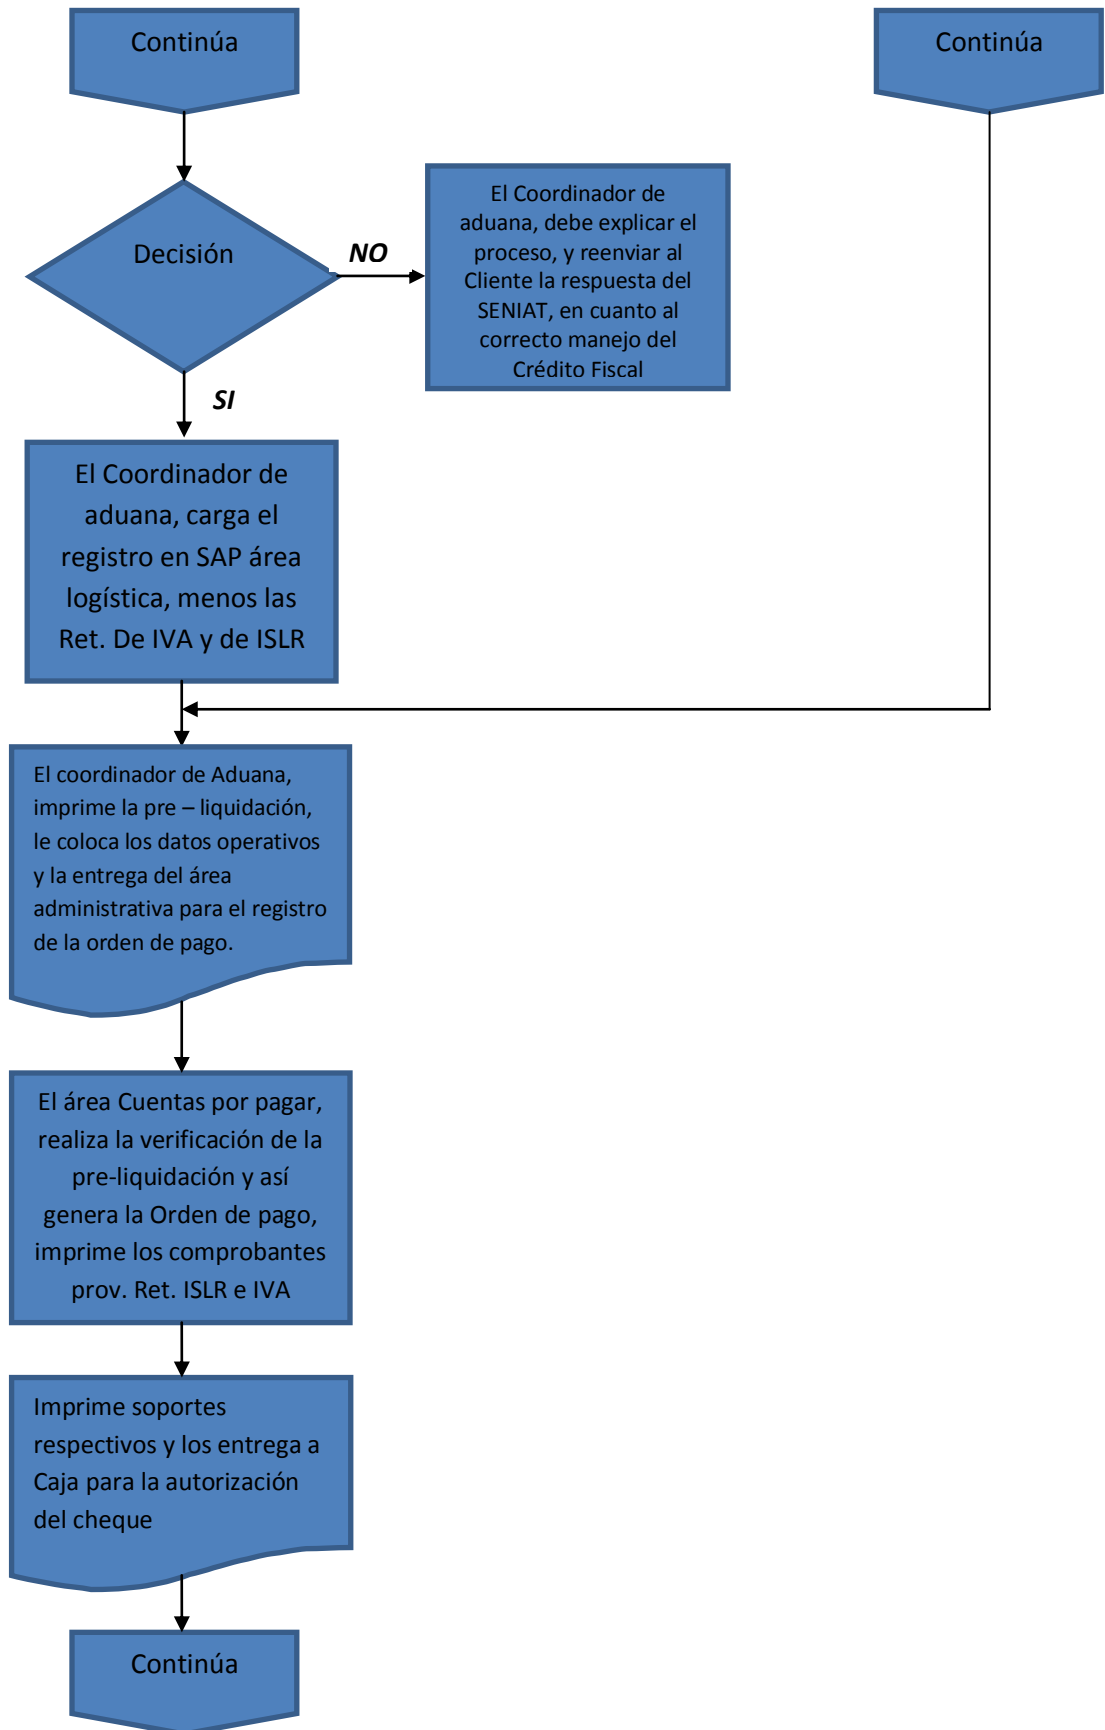 Continúa
Continúa
Decisión
NO
El Coordinador de
aduana, debe explicar el
proceso, y reenviar al
Cliente la respuesta del
SENIAT, en cuanto al
correcto manejo del
Crédito Fiscal
SI
El Coordinador de
aduana, carga el
registro en SAP área
logística, menos las
Ret. De IVA y de ISLR
El coordinador de Aduana,
imprime la pre – liquidación,
le coloca los datos operativos
y la entrega del área
administrativa para el registro
de la orden de pago.
El área Cuentas por pagar,
realiza la verificación de la
pre-liquidación y así
genera la Orden de pago,
imprime los comprobantes
prov. Ret. ISLR e IVA
Imprime soportes
respectivos y los entrega a
Caja para la autorización
del cheque
Continúa